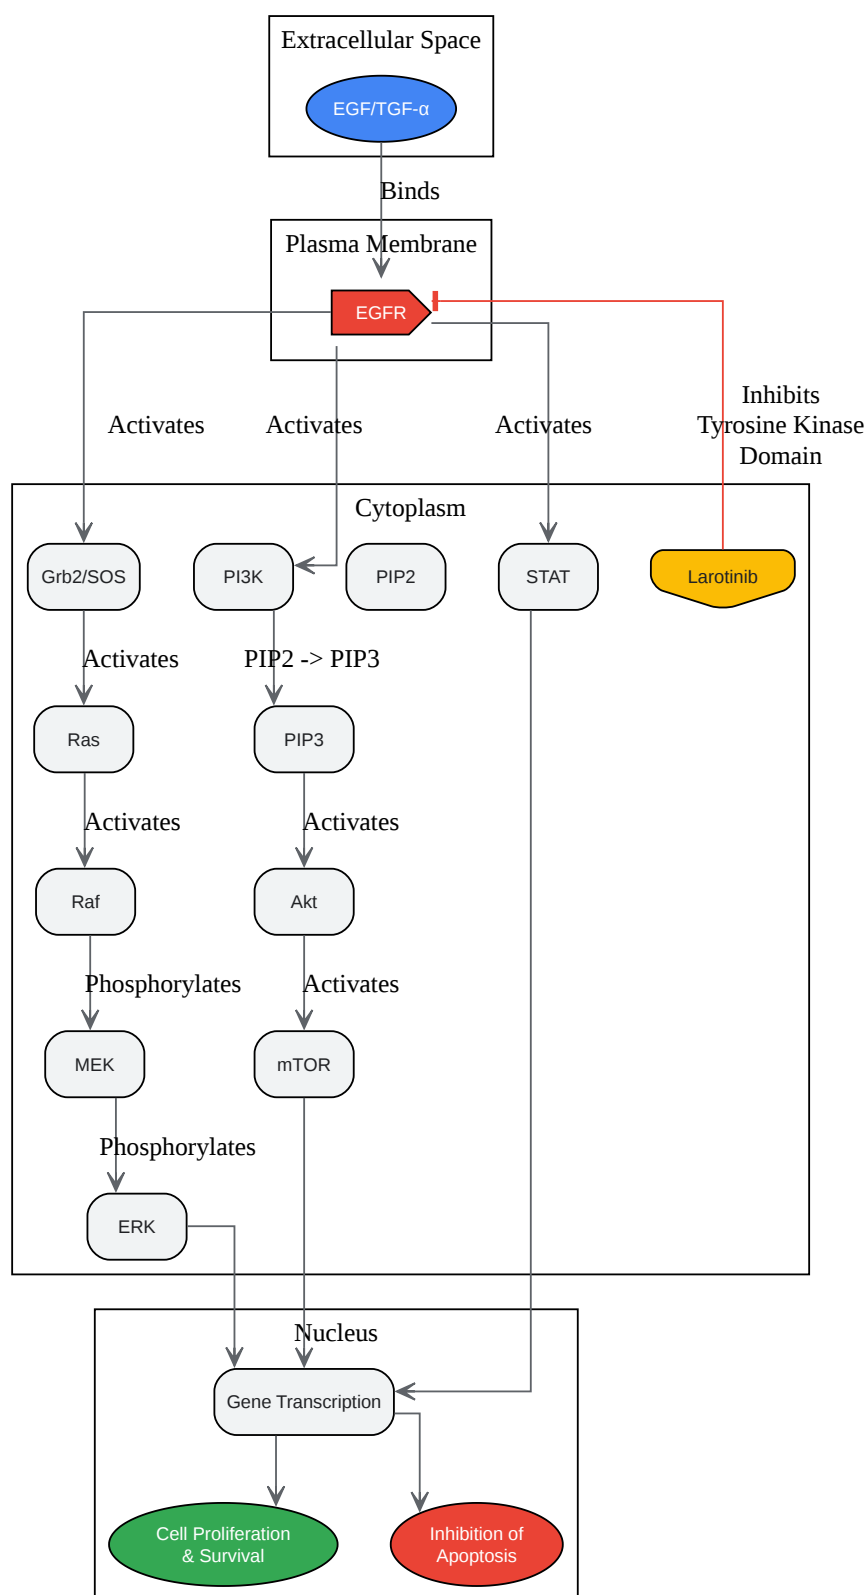 Extracellular Space
EGF/TGF-α
Binds
Plasma Membrane
EGFR
Inhibits
Tyrosine Kinase
Domain
Activates
Activates
Activates
Cytoplasm
Grb2/SOS
PI3K
PIP2
STAT
Larotinib
Activates
PIP2 -> PIP3
Ras
PIP3
Activates
Activates
Raf
Akt
Phosphorylates
Activates
MEK
mTOR
Phosphorylates
ERK
Nucleus
Gene Transcription
Cell Proliferation
& Survival
Inhibition of
Apoptosis